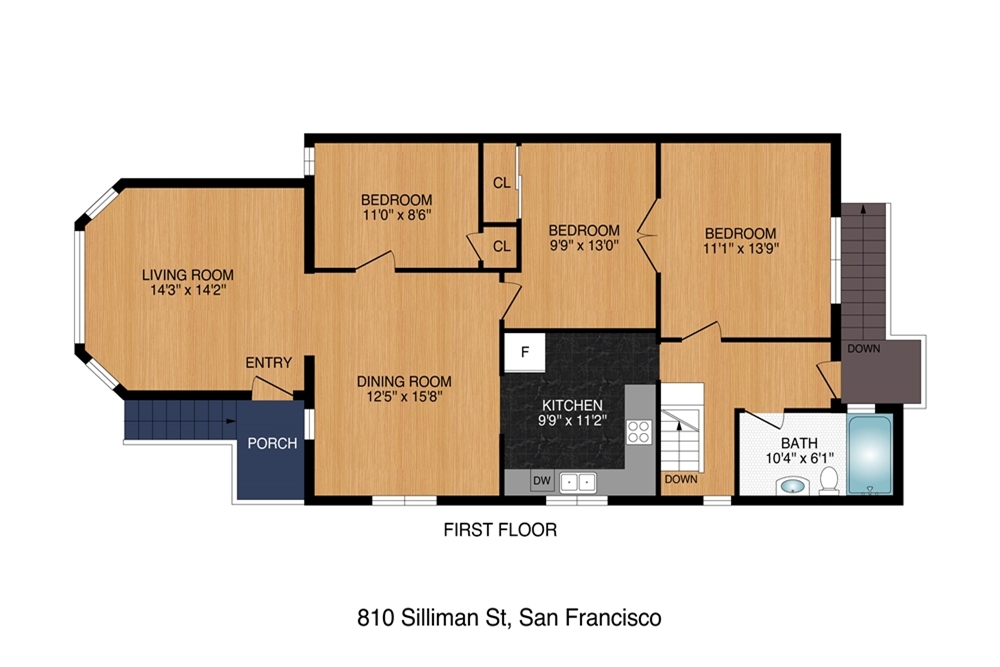 CL
BEDROOM
11'0" x 8'6"
CL
BEDROOM
9'9" x 13'0"
BEDROOM
11'1" x 13'9"
LIVING ROOM
14'3" x 14'2"
ENTRY
DINING ROOM
12'5" x 15'8"
F
DOWN
KITCHEN
9'9" x 11'2"
PORCH
BATH
10'4" x 6'1"
DW
DOWN
FIRST FLOOR
810 Silliman St, San Francisco